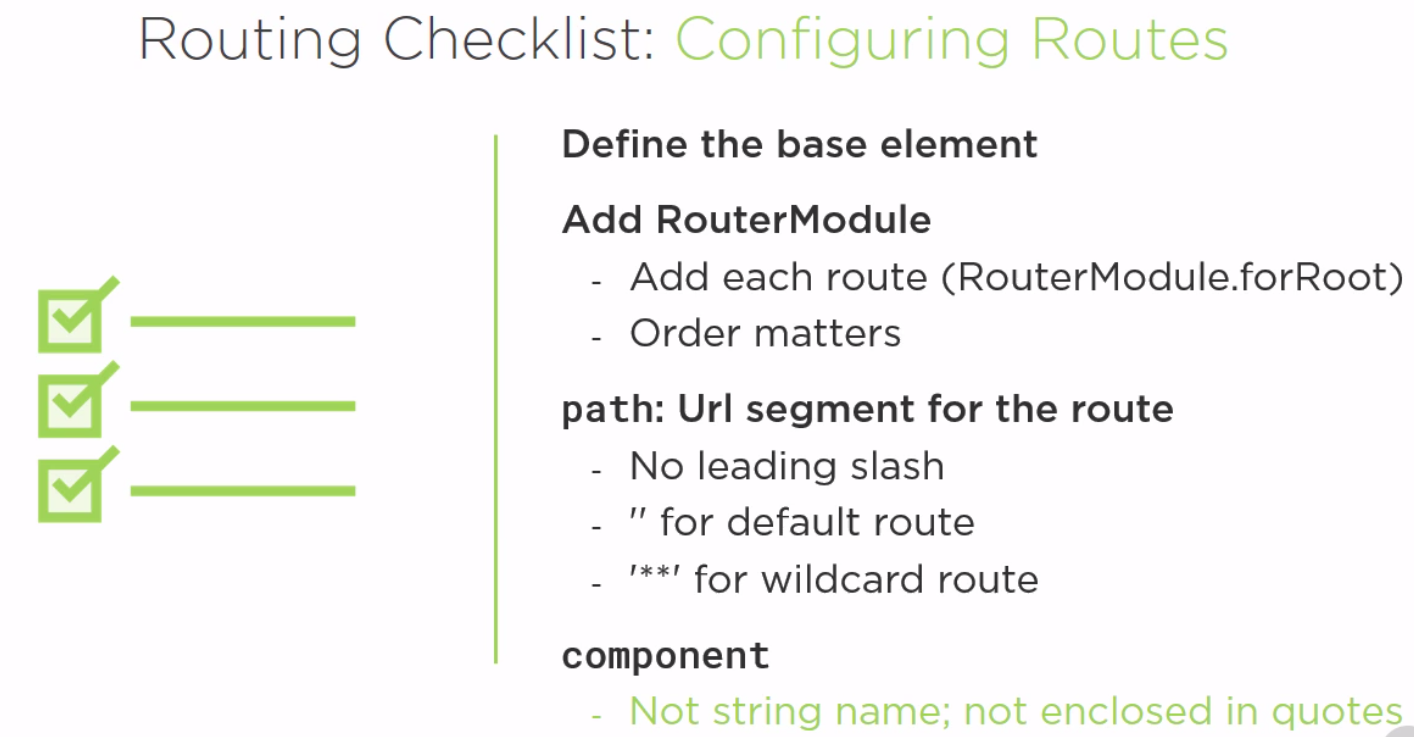 Routing Checklist: Configuring Routes
Define the base element
Add RouterModule
- Add each route (RouterModule.forRoot)
- Order matters
path: Url segment for the route
- No leading slash
- '' for default route
- '**' for wildcard route
component
- Not string name; not enclosed in quotes